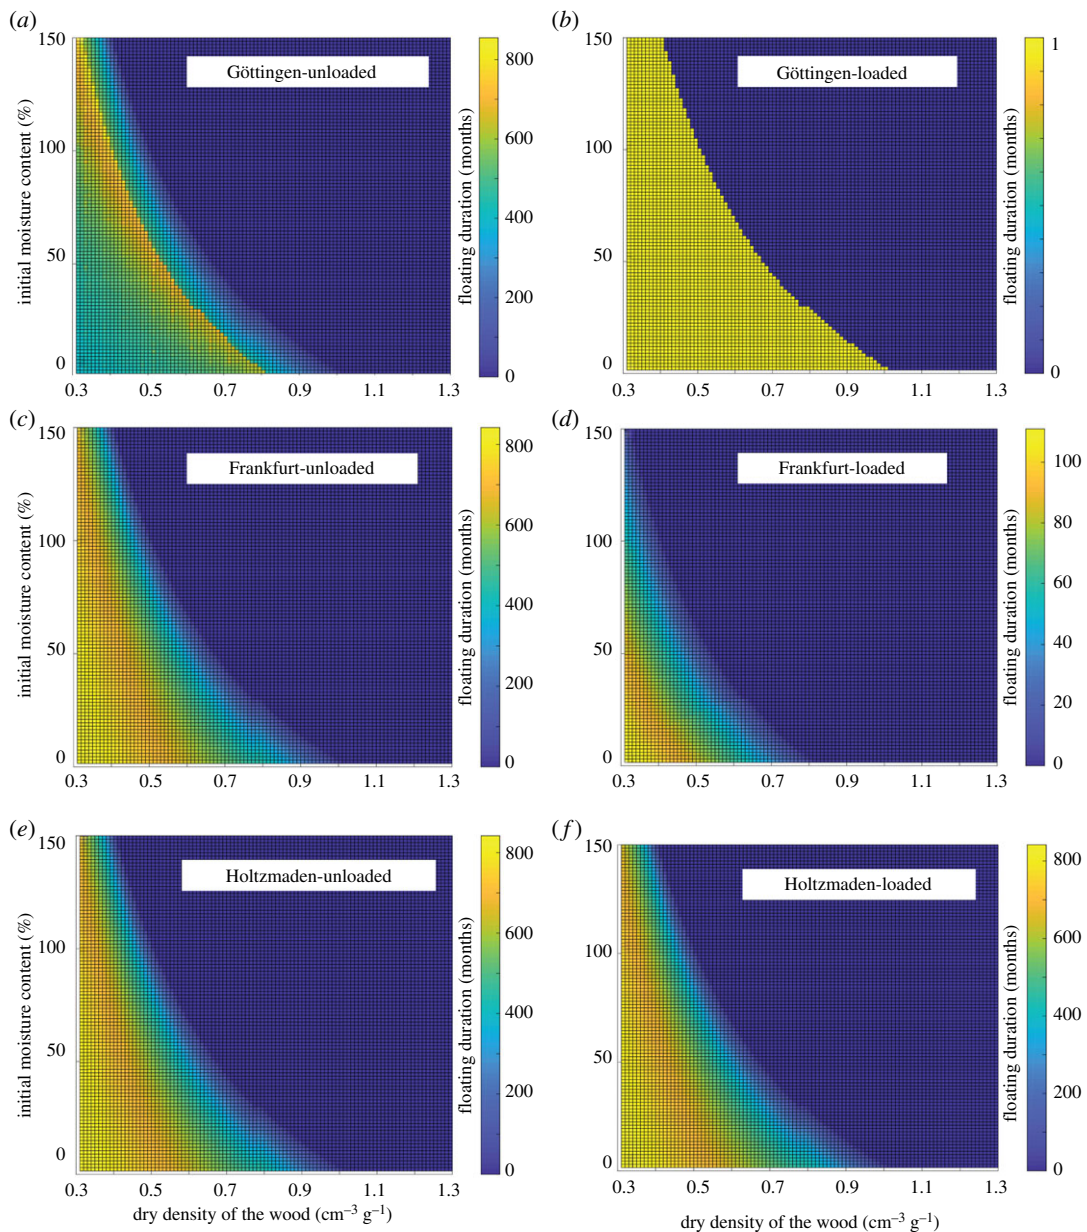 (a)
150
100
50
0
0.3 0.5 0.7 0.9 1.1 1.3
initial moisture content (%)
Göttingen-unloaded
800
600
400
200
0
floating duration (months)
(b)
150
100
50
0
0.3 0.5 0.7 0.9 1.1 1.3
Göttingen-loaded
1
0
floating duration (months)
(c)
150
100
50
0
0.3 0.5 0.7 0.9 1.1 1.3
initial moisture content (%)
Frankfurt-unloaded
800
600
400
200
0
floating duration (months)
(d)
150
100
50
0
0.3 0.5 0.7 0.9 1.1 1.3
Frankfurt-loaded
100
80
60
40
20
0
floating duration (months)
(e)
150
100
50
0
0.3 0.5 0.7 0.9 1.1 1.3
initial moisture content (%)
dry density of the wood (cm⁻³ g⁻¹)
Holtzmaden-unloaded
800
600
400
200
0
floating duration (months)
(f)
150
100
50
0
0.3 0.5 0.7 0.9 1.1 1.3
dry density of the wood (cm⁻³ g⁻¹)
Holtzmaden-loaded
800
600
400
200
0
floating duration (months)